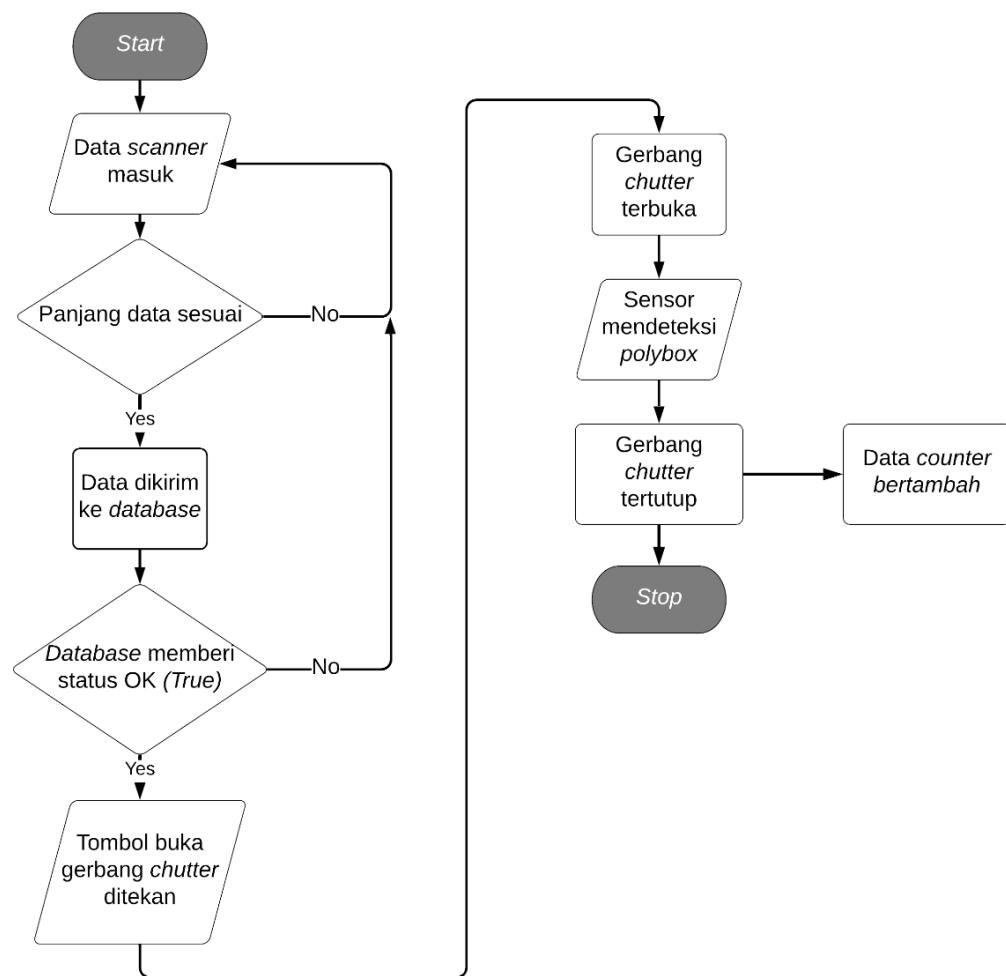 Start
Data scanner
masuk
Panjang data sesuai
No
Yes
Data dikirim
ke database
Database memberi
status OK (True)
No
Yes
Tombol buka
gerbang chutter
ditekan
Gerbang
chutter
terbuka
Sensor
mendeteksi
polybox
Gerbang
chutter
tertutup
Data counter
bertambah
Stop